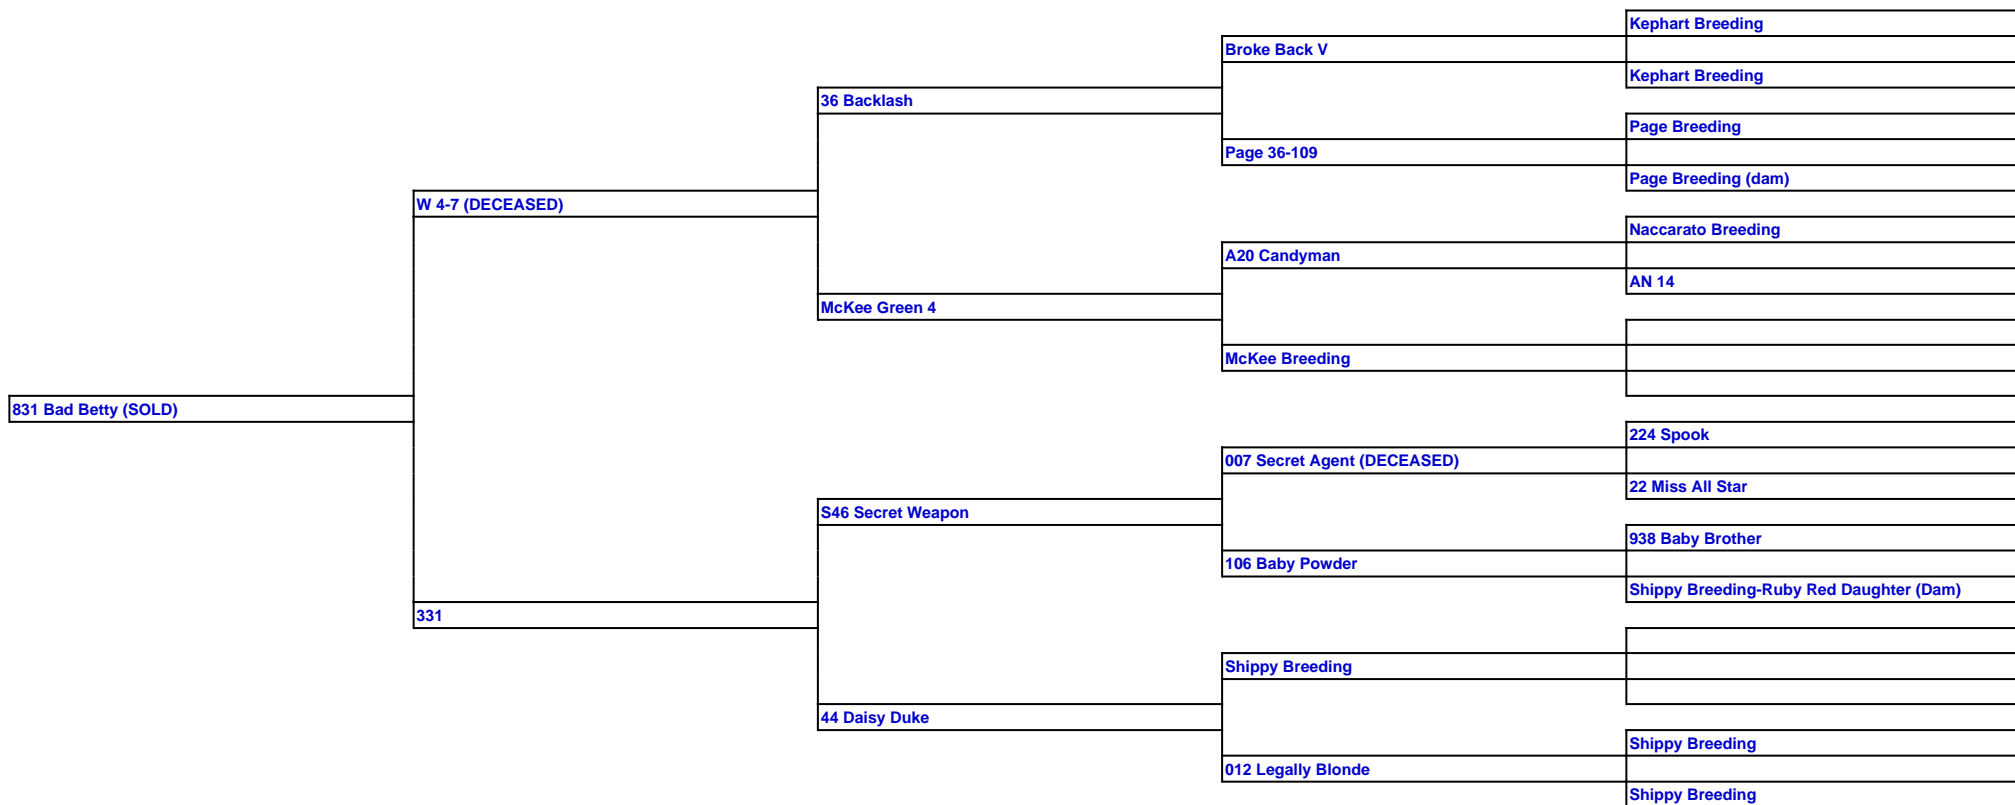 Kephart Breeding
Broke Back V
Kephart Breeding
36 Backlash
Page Breeding
Page 36-109
Page Breeding (dam)
W 4-7 (DECEASED)
Naccarato Breeding
A20 Candyman
AN 14
McKee Green 4
McKee Breeding
831 Bad Betty (SOLD)
224 Spook
007 Secret Agent (DECEASED)
22 Miss All Star
S46 Secret Weapon
938 Baby Brother
106 Baby Powder
Shippy Breeding-Ruby Red Daughter (Dam)
331
Shippy Breeding
44 Daisy Duke
Shippy Breeding
012 Legally Blonde
Shippy Breeding